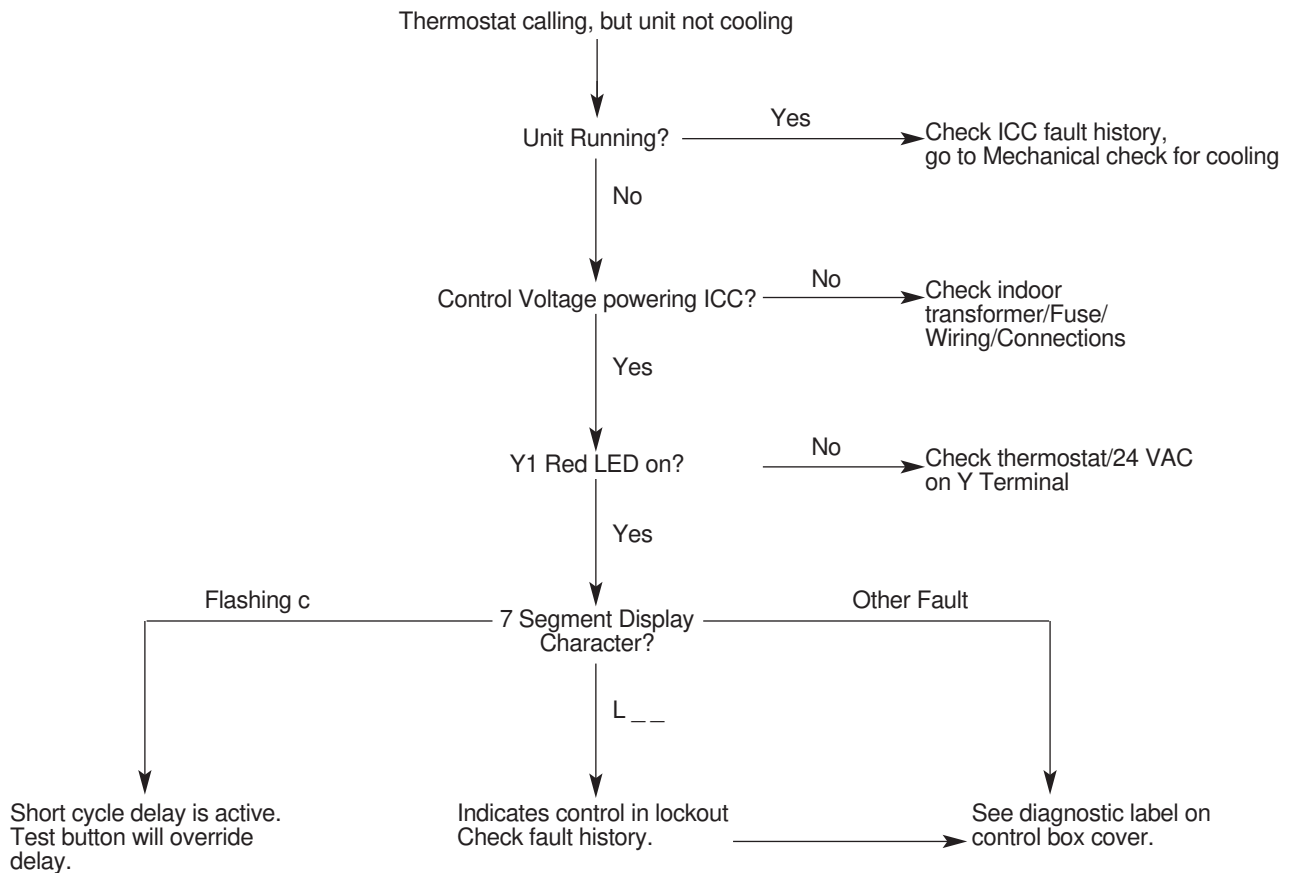 Thermostat calling, but unit not cooling
Unit Running?
Yes
Check ICC fault history,
go to Mechanical check for cooling
No
Control Voltage powering ICC?
No
Check indoor
transformer/Fuse/
Wiring/Connections
Yes
Y1 Red LED on?
No
Check thermostat/24 VAC
on Y Terminal
Yes
Flashing c
7 Segment Display
Character?
Other Fault
L _ _
Short cycle delay is active.
Test button will override
delay.
Indicates control in lockout
Check fault history.
See diagnostic label on
control box cover.